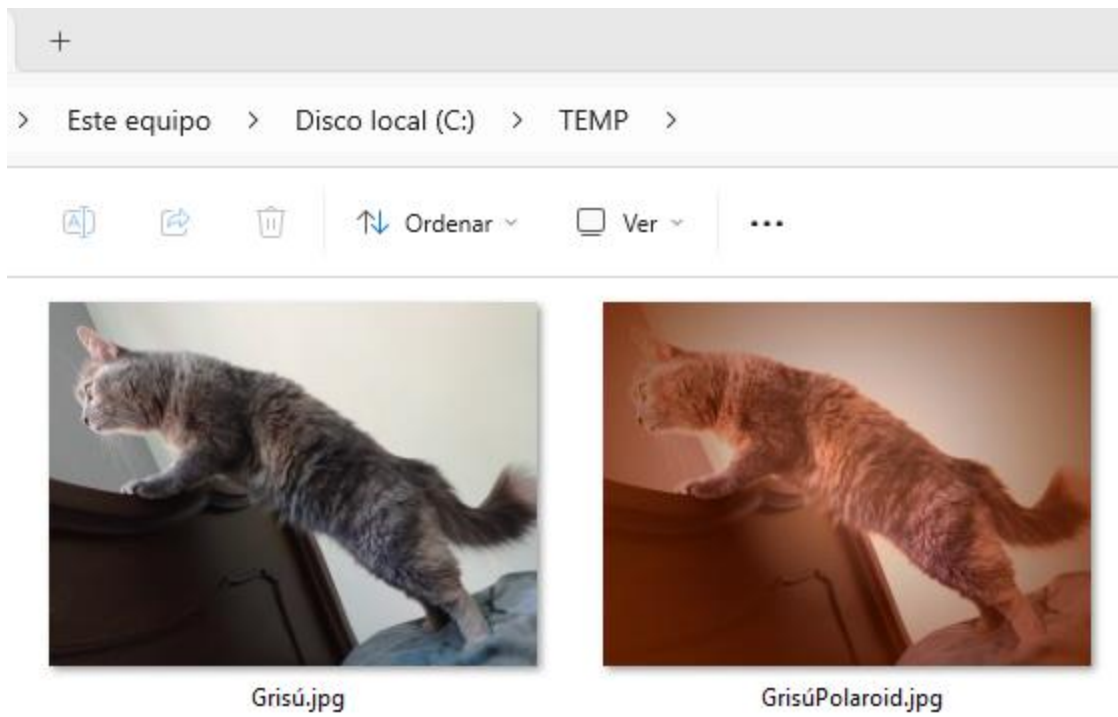 > Este equipo > Disco local (C:) > TEMP >
Ordenar Ver ...
Grisú.jpg GrisúPolaroid.jpg